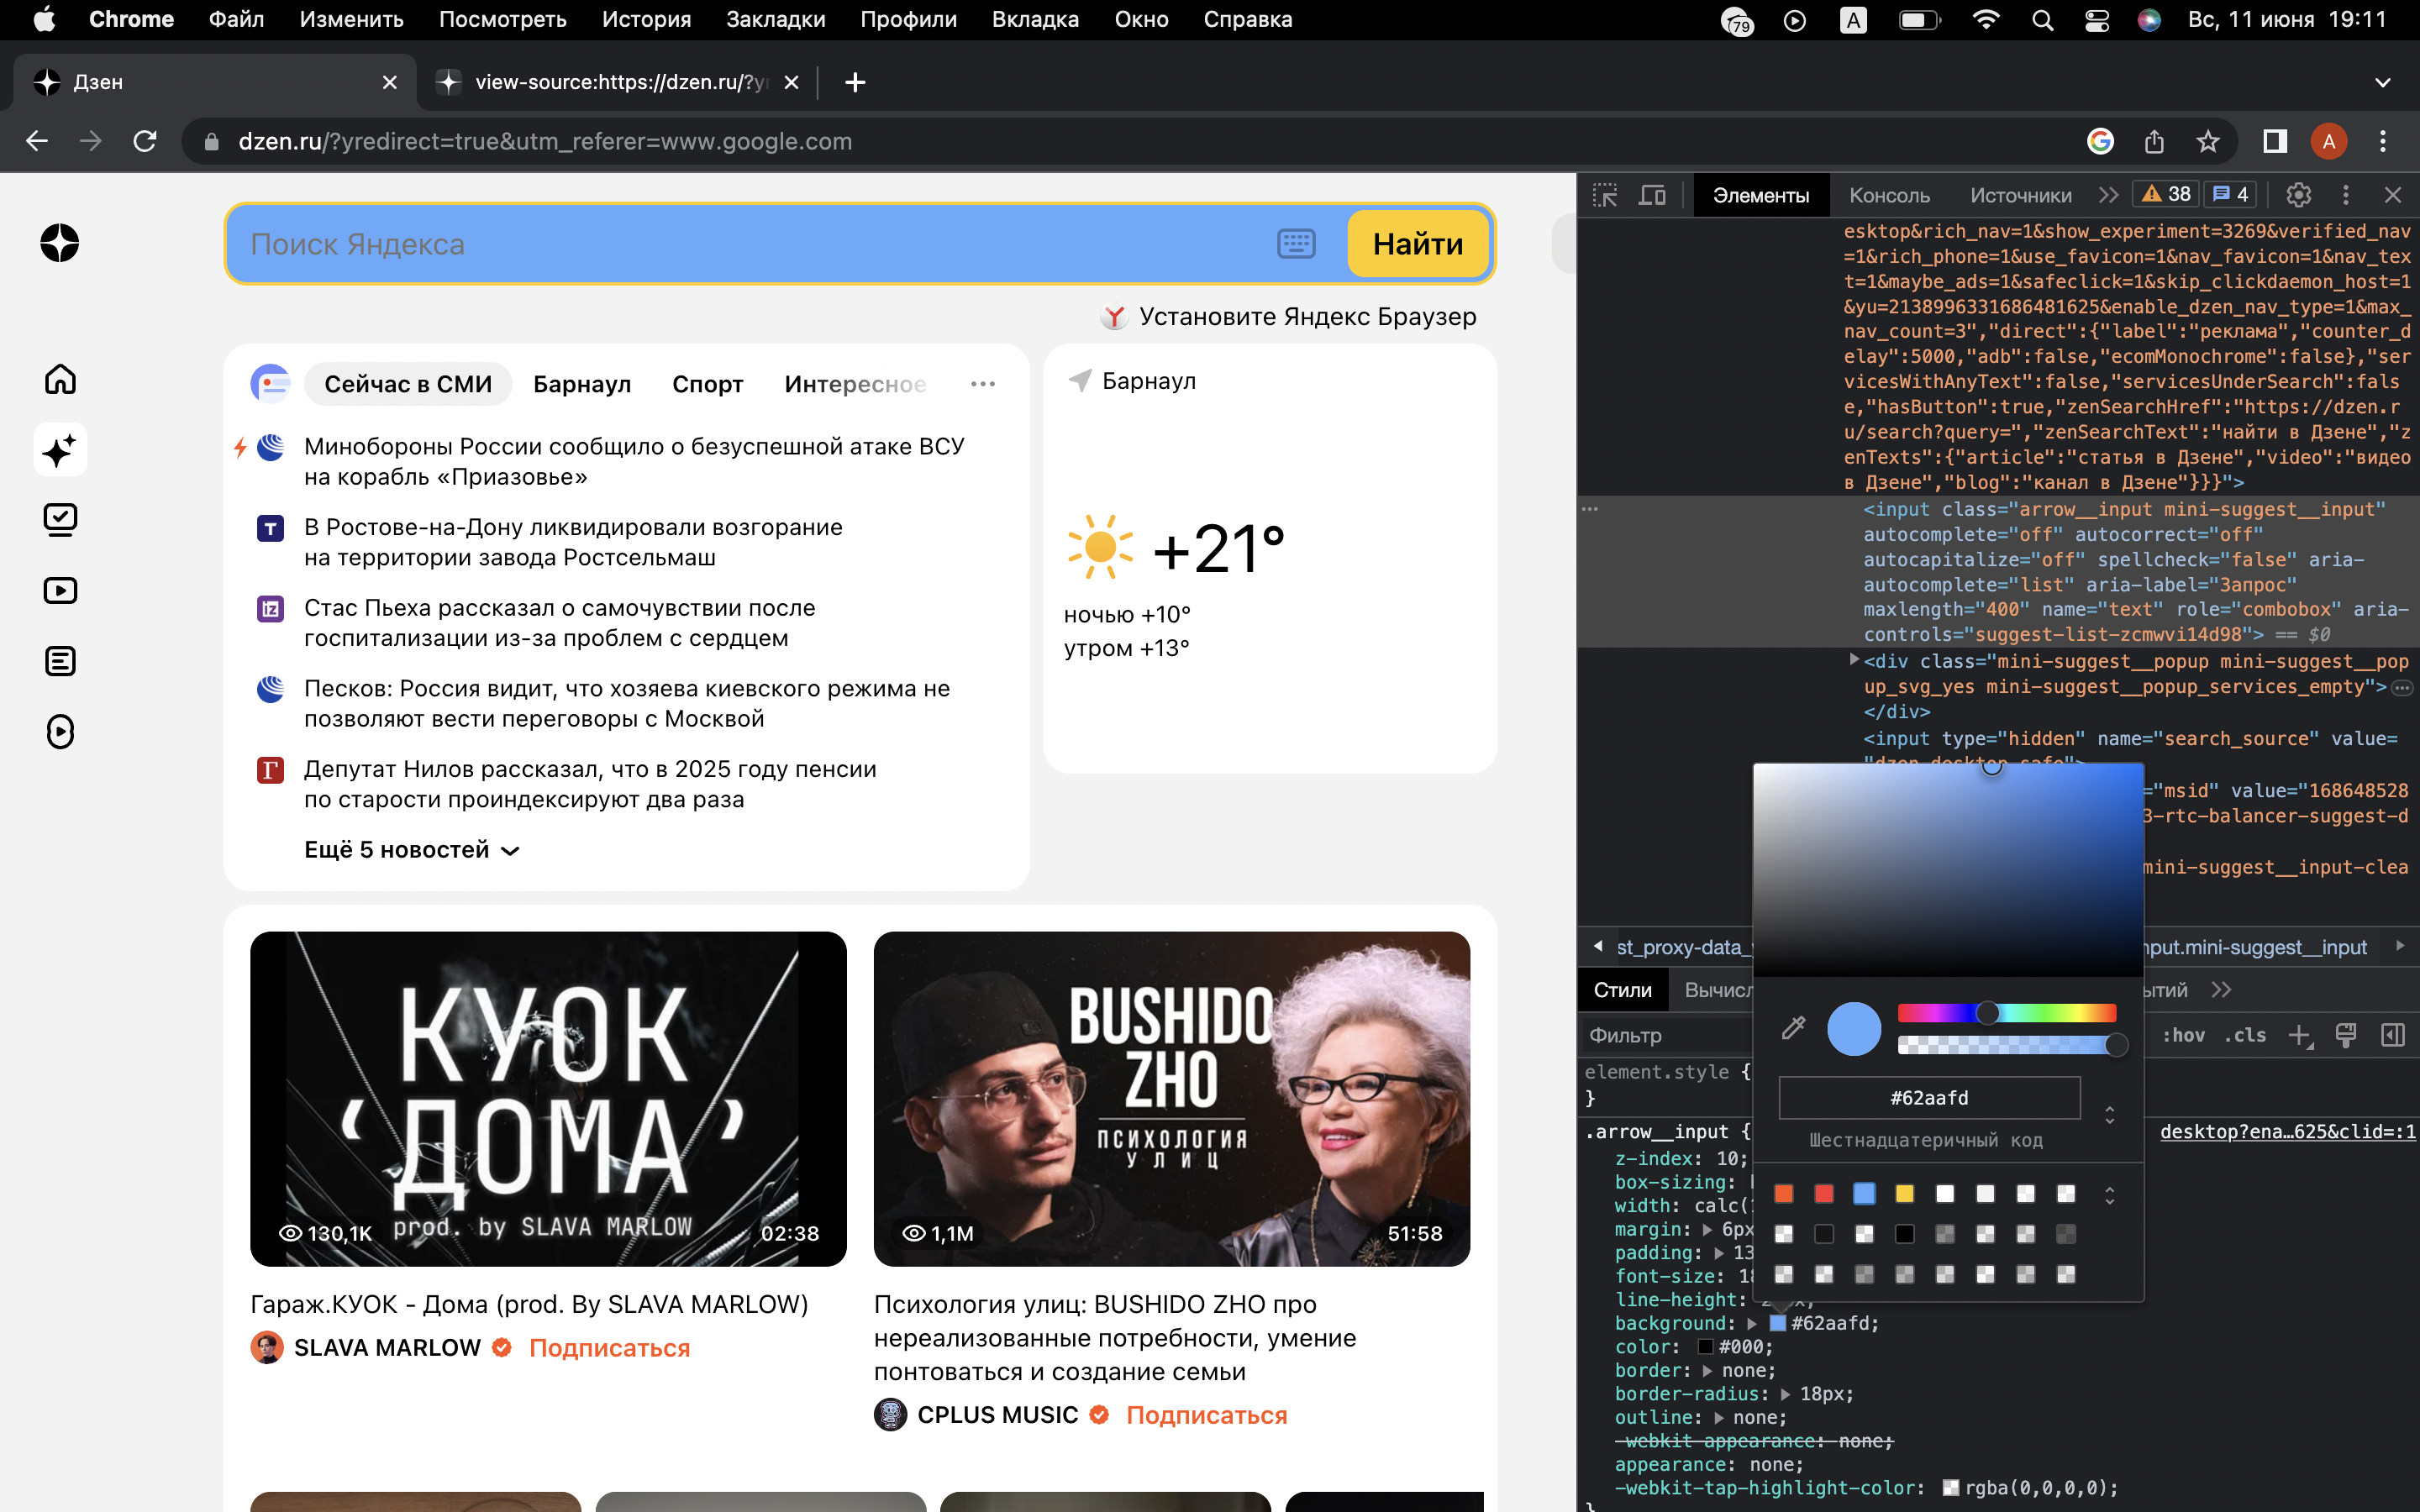 Chrome Файл Изменить Посмотреть История Закладки Профили Вкладка Окно Справка
79 A Вс, 11 июня 19:11
Дзен
view-source:https://dzen.ru/?y
dzen.ru/?yredirect=true&utm_referer=www.google.com
A
Поиск Яндекса
Найти
Установите Яндекс Браузер
Сейчас в СМИ Барнаул Спорт Интересное
Минобороны России сообщило о безуспешной атаке ВСУ
на корабль «Приазовье»
В Ростове-на-Дону ликвидировали возгорание
на территории завода Ростсельмаш
Стас Пьеха рассказал о самочувствии после
госпитализации из-за проблем с сердцем
Песков: Россия видит, что хозяева киевского режима не
позволяют вести переговоры с Москвой
Депутат Нилов рассказал, что в 2025 году пенсии
по старости проиндексируют два раза
Ещё 5 новостей
Барнаул
+21°
ночью +10°
утром +13°
КУОК
‘ДОМА’
prod. by SLAVA MARLOW
130,1K
02:38
BUSHIDO
ZHO
ПСИХОЛОГИЯ
УЛИЦ
1,1M
51:58
Гараж.КУОК - Дома (prod. By SLAVA MARLOW)
SLAVA MARLOW Подписаться
Психология улиц: BUSHIDO ZHO про
нереализованные потребности, умение
понтоваться и создание семьи
CPLUS MUSIC Подписаться
Элементы Консоль Источники 38 4
esktop&rich_nav=1&show_experiment=3269&verified_nav
=1&rich_phone=1&use_favicon=1&nav_favicon=1&nav_tex
t=1&maybe_ads=1&safeclick=1&skip_clickdaemon_host=1
&yu=2138996331686481625&enable_dzen_nav_type=1&max_
nav_count=3","direct":{"label":"реклама","counter_d
elay":5000,"adb":false,"ecomMonochrome":false},"ser
vicesWithAnyText":false,"servicesUnderSearch":fals
e,"hasButton":true,"zenSearchHref":"https://dzen.r
u/search?query=","zenSearchText":"найти в Дзене","z
enTexts":{"article":"статья в Дзене","video":"видео
в Дзене","blog":"канал в Дзене"}}}">
<input class="arrow__input mini-suggest__input"
autocomplete="off" autocorrect="off"
autocapitalize="off" spellcheck="false" aria-
autocomplete="list" aria-label="Запрос"
maxlength="400" name="text" role="combobox" aria-
controls="suggest-list-zcmwvi14d98"> == $0
<div class="mini-suggest__popup mini-suggest__pop
up_svg_yes mini-suggest__popup_services_empty">
</div>
<input type="hidden" name="search_source" value=
="msid" value="168648528
3-rtc-balancer-suggest-d
mini-suggest__input-clea
st_proxy-data_ nput.mini-suggest__input
Стили Вычисл ытий
Фильтр :hov .cls
element.style {
}
#62aafd
Шестнадцатеричный код
.arrow__input { desktop?ena…625&clid=:1
z-index: 10;
box-sizing:
width: calc(
margin: 6px
padding: 13
font-size: 18
line-height:
background: #62aafd;
color: #000;
border: none;
border-radius: 18px;
outline: none;
-webkit-appearance: none;
appearance: none;
-webkit-tap-highlight-color: rgba(0,0,0,0);
}